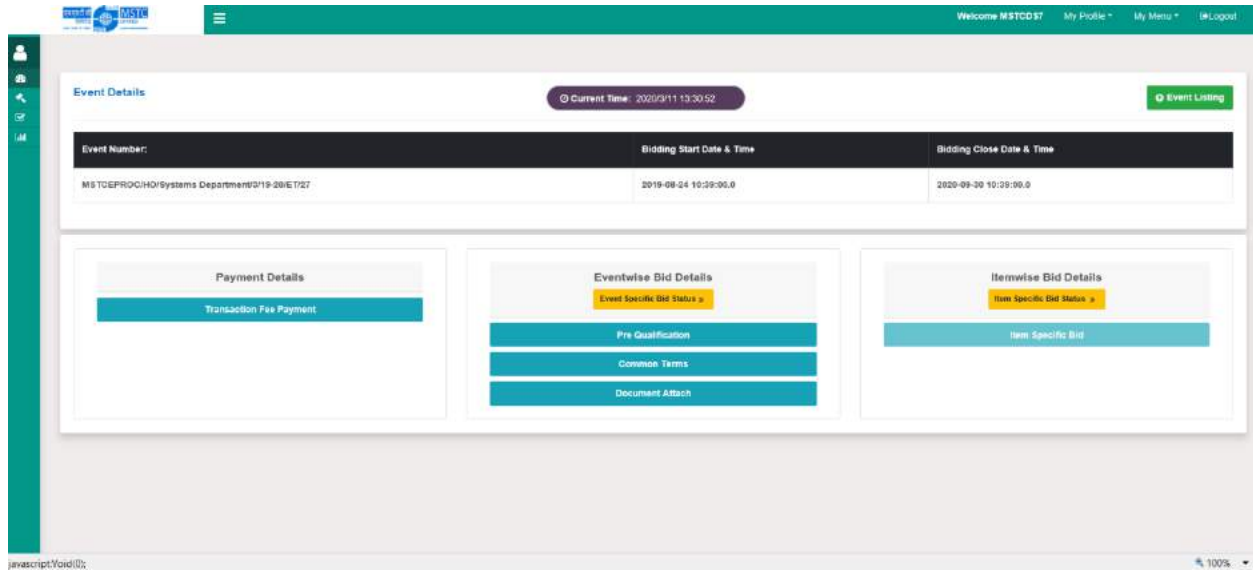 MSTC
Welcome MSTCDS7 My Profile My Menu Logout
Event Details
Current Time: 2020/3/11 13:30:52
Event Listing
Event Number: Bidding Start Date & Time Bidding Close Date & Time
MSTCEPROC/HO/Systems Department/3/19-20/ET/27 2019-08-24 10:39:00.0 2020-09-30 10:39:00.0
Payment Details
Transaction Fee Payment
Eventwise Bid Details
Event Specific Bid Status »
Pre Qualification
Common Terms
Document Attach
Itemwise Bid Details
Item Specific Bid Status »
Item Specific Bid
javascript:Void(0);
100%